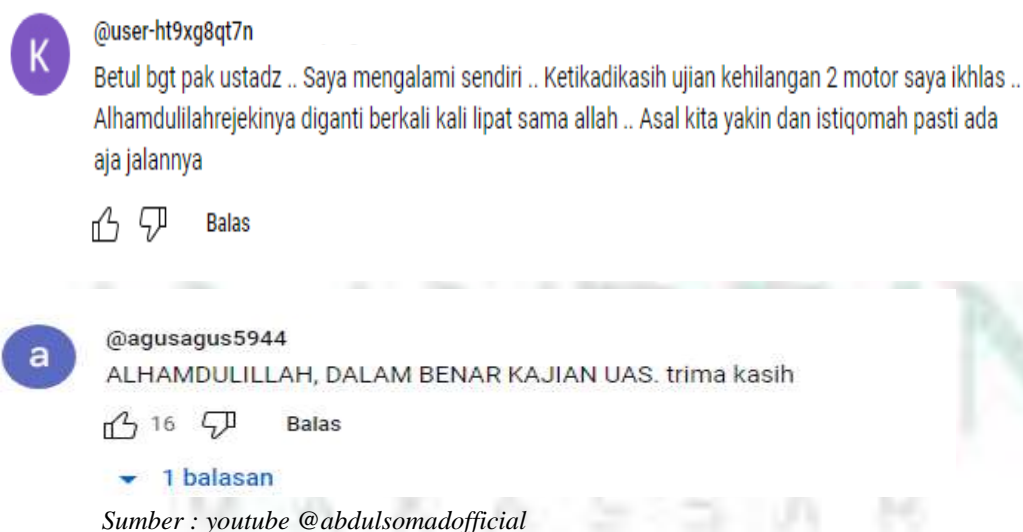 K
@user-ht9xg8qt7n
Betul bgt pak ustadz .. Saya mengalami sendiri .. Ketikadikasih ujian kehilangan 2 motor saya ikhlas ..
Alhamdulilahrejekinya diganti berkali kali lipat sama allah .. Asal kita yakin dan istiqomah pasti ada
aja jalannya
Balas
a
@agusagus5944
ALHAMDULILLAH, DALAM BENAR KAJIAN UAS. trima kasih
16 Balas
1 balasan
Sumber : youtube @abdulsomadofficial